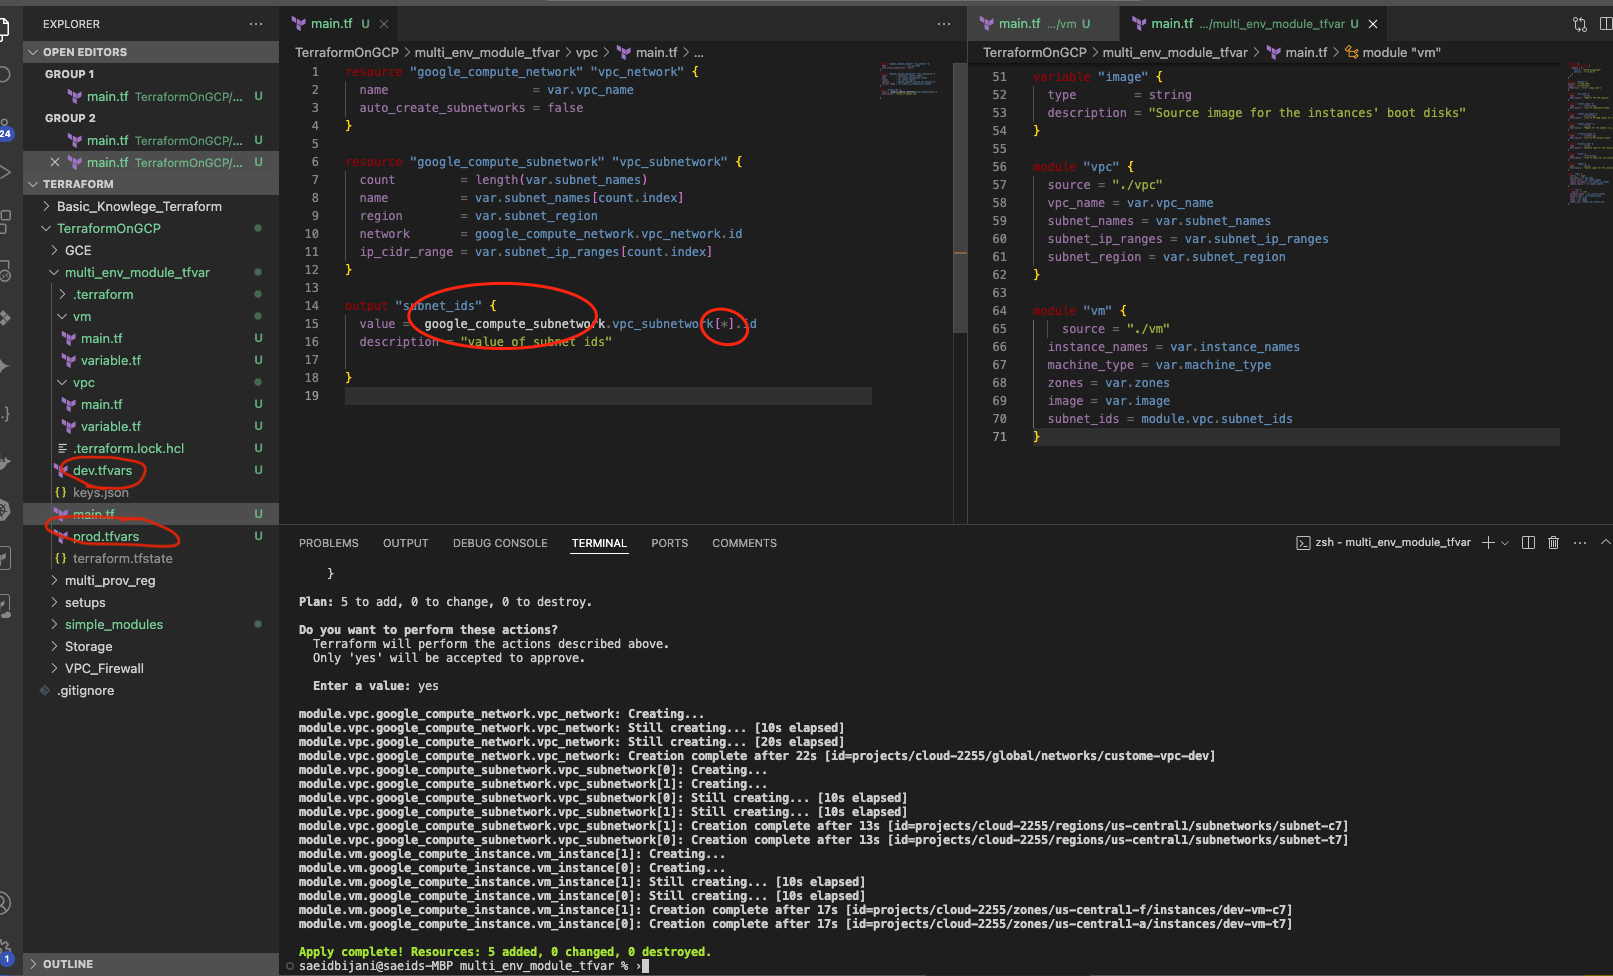 EXPLORER
OPEN EDITORS
GROUP 1
main.tf TerraformOnGCP/... U
GROUP 2
main.tf TerraformOnGCP/... U
main.tf TerraformOnGCP/... U
TERRAFORM
Basic_Knowlege_Terraform
TerraformOnGCP
GCE
multi_env_module_tfvar
.terraform
vm
main.tf U
variable.tf U
vpc
main.tf U
variable.tf U
.terraform.lock.hcl U
dev.tfvars U
keys.json
main.tf U
prod.tfvars U
terraform.tfstate
multi_prov_reg
setups
simple_modules
Storage
VPC_Firewall
.gitignore
OUTLINE
24
1
main.tf U
TerraformOnGCP > multi_env_module_tfvar > vpc > main.tf > ...
1 resource "google_compute_network" "vpc_network" {
2 name = var.vpc_name
3 auto_create_subnetworks = false
4 }
5
6 resource "google_compute_subnetwork" "vpc_subnetwork" {
7 count = length(var.subnet_names)
8 name = var.subnet_names[count.index]
9 region = var.subnet_region
10 network = google_compute_network.vpc_network.id
11 ip_cidr_range = var.subnet_ip_ranges[count.index]
12 }
13
14 output "subnet_ids" {
15 value = google_compute_subnetwork.vpc_subnetwork[*].id
16 description = "value of subnet ids"
17
18 }
19
main.tf .../vm U
main.tf .../multi_env_module_tfvar U
TerraformOnGCP > multi_env_module_tfvar > main.tf > module "vm"
51 variable "image" {
52 type = string
53 description = "Source image for the instances' boot disks"
54 }
55
56 module "vpc" {
57 source = "./vpc"
58 vpc_name = var.vpc_name
59 subnet_names = var.subnet_names
60 subnet_ip_ranges = var.subnet_ip_ranges
61 subnet_region = var.subnet_region
62 }
63
64 module "vm" {
65 source = "./vm"
66 instance_names = var.instance_names
67 machine_type = var.machine_type
68 zones = var.zones
69 image = var.image
70 subnet_ids = module.vpc.subnet_ids
71 }
PROBLEMS OUTPUT DEBUG CONSOLE TERMINAL PORTS COMMENTS
zsh - multi_env_module_tfvar
}
Plan: 5 to add, 0 to change, 0 to destroy.
Do you want to perform these actions?
Terraform will perform the actions described above.
Only 'yes' will be accepted to approve.
Enter a value: yes
module.vpc.google_compute_network.vpc_network: Creating...
module.vpc.google_compute_network.vpc_network: Still creating... [10s elapsed]
module.vpc.google_compute_network.vpc_network: Still creating... [20s elapsed]
module.vpc.google_compute_network.vpc_network: Creation complete after 22s [id=projects/cloud-2255/global/networks/custome-vpc-dev]
module.vpc.google_compute_subnetwork.vpc_subnetwork[0]: Creating...
module.vpc.google_compute_subnetwork.vpc_subnetwork[1]: Creating...
module.vpc.google_compute_subnetwork.vpc_subnetwork[0]: Still creating... [10s elapsed]
module.vpc.google_compute_subnetwork.vpc_subnetwork[1]: Still creating... [10s elapsed]
module.vpc.google_compute_subnetwork.vpc_subnetwork[1]: Creation complete after 13s [id=projects/cloud-2255/regions/us-central1/subnetworks/subnet-c7]
module.vpc.google_compute_subnetwork.vpc_subnetwork[0]: Creation complete after 13s [id=projects/cloud-2255/regions/us-central1/subnetworks/subnet-t7]
module.vm.google_compute_instance.vm_instance[1]: Creating...
module.vm.google_compute_instance.vm_instance[0]: Creating...
module.vm.google_compute_instance.vm_instance[1]: Still creating... [10s elapsed]
module.vm.google_compute_instance.vm_instance[0]: Still creating... [10s elapsed]
module.vm.google_compute_instance.vm_instance[1]: Creation complete after 17s [id=projects/cloud-2255/zones/us-central1-f/instances/dev-vm-c7]
module.vm.google_compute_instance.vm_instance[0]: Creation complete after 17s [id=projects/cloud-2255/zones/us-central1-a/instances/dev-vm-t7]
Apply complete! Resources: 5 added, 0 changed, 0 destroyed.
saeidbijani@saeids-MBP multi_env_module_tfvar % ›